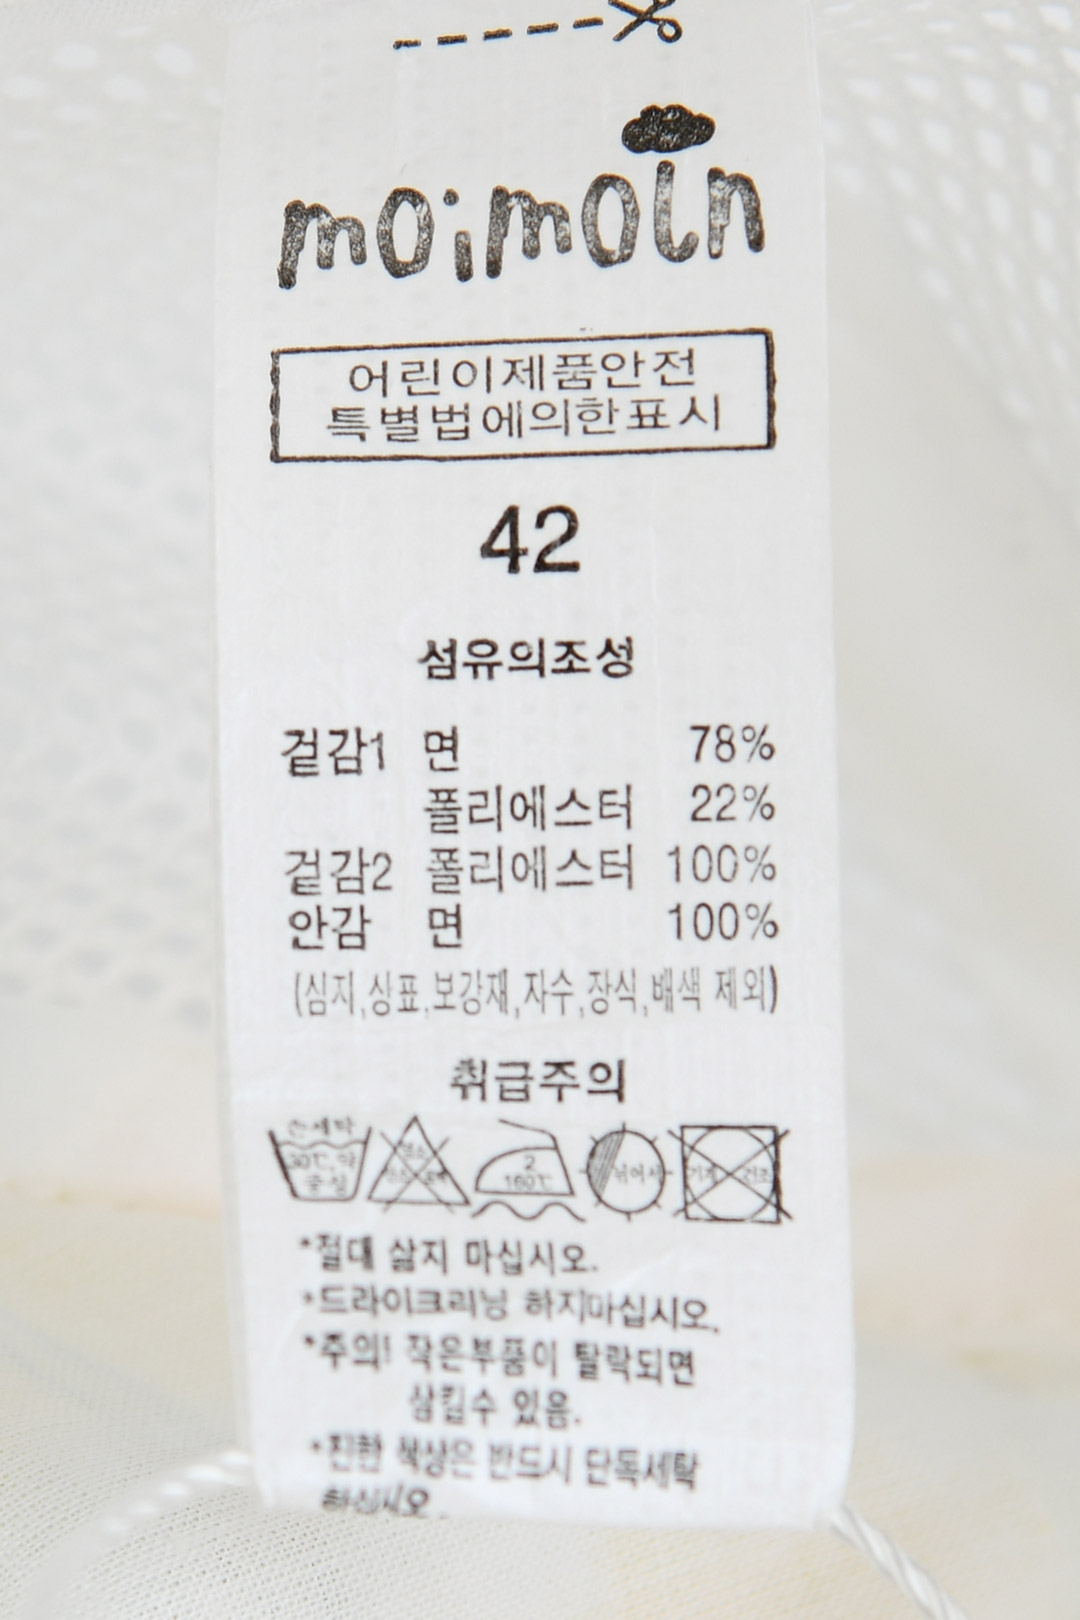 moimoln
어린이제품안전
특별법에의한표시
42
섬유의조성
겉감1 면 78%
폴리에스터 22%
겉감2 폴리에스터 100%
안감 면 100%
(심지,상표,보강재,자수,장식,배색 제외)
취급주의
손세탁
30℃,약
중성
2
160℃
뉘어서
기계 건조
*절대 삶지 마십시오.
*드라이크리닝 하지마십시오.
*주의! 작은부품이 탈락되면
삼킬수 있음.
*진한 색상은 반드시 단독세탁
하십시오.